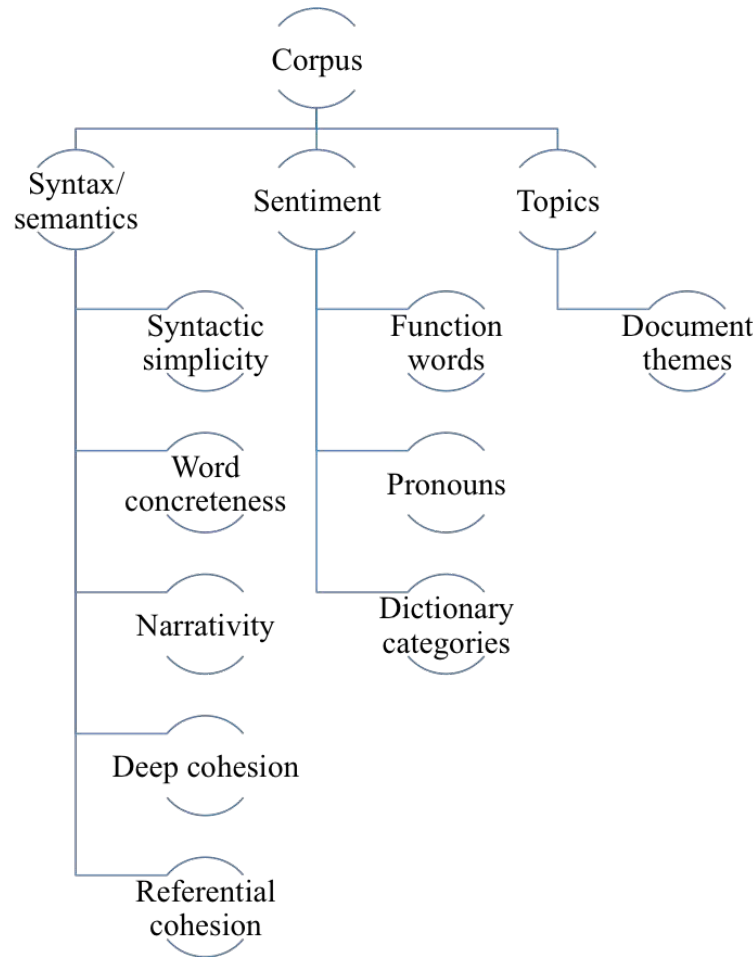 Corpus
Syntax/
semantics
Sentiment
Topics
Syntactic
simplicity
Function
words
Document
themes
Word
concreteness
Pronouns
Narrativity
Dictionary
categories
Deep cohesion
Referential
cohesion